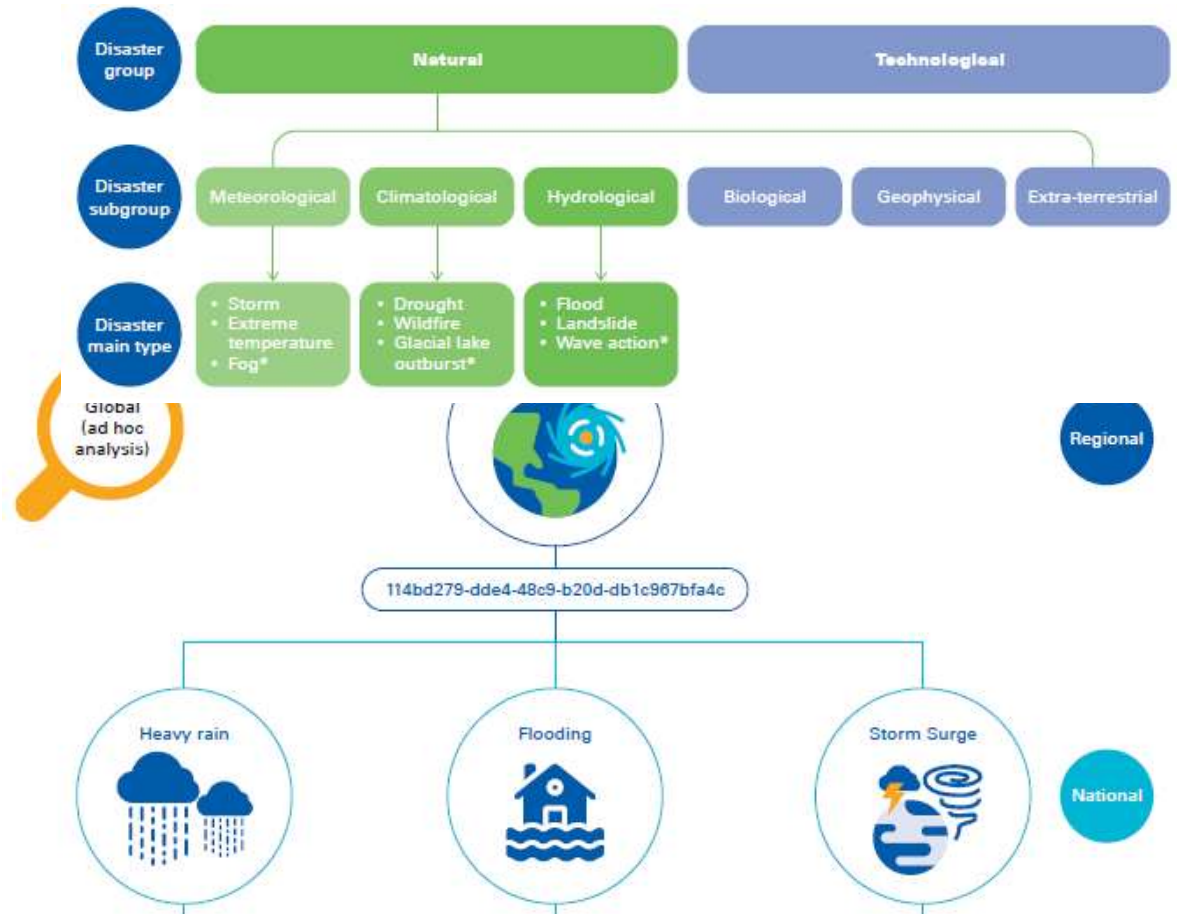 Disaster
group
Natural
Technological
Disaster
subgroup
Meteorological
Climatological
Hydrological
Biological
Geophysical
Extra-terrestrial
Disaster
main type
• Storm
• Extreme
temperature
• Fog*
• Drought
• Wildfire
• Glacial lake
outburst*
• Flood
• Landslide
• Wave action*
Global
(ad hoc
analysis)
Regional
114bd279-dde4-48c9-b20d-db1c967bfa4c
Heavy rain
Flooding
Storm Surge
National